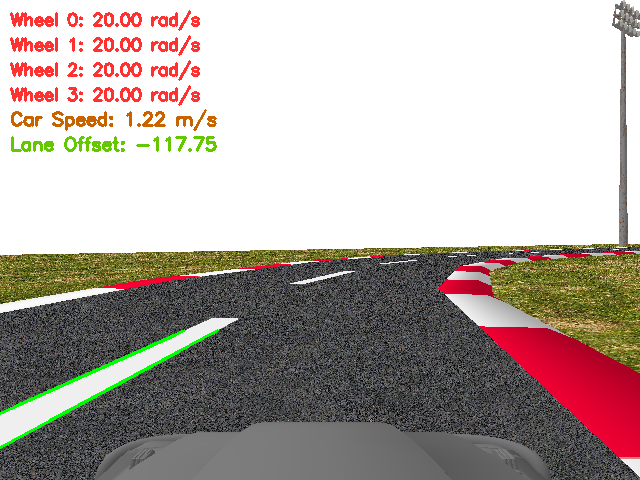 Wheel 0: 20.00 rad/s
Wheel 1: 20.00 rad/s
Wheel 2: 20.00 rad/s
Wheel 3: 20.00 rad/s
Car Speed: 1.22 m/s
Lane Offset: -117.75